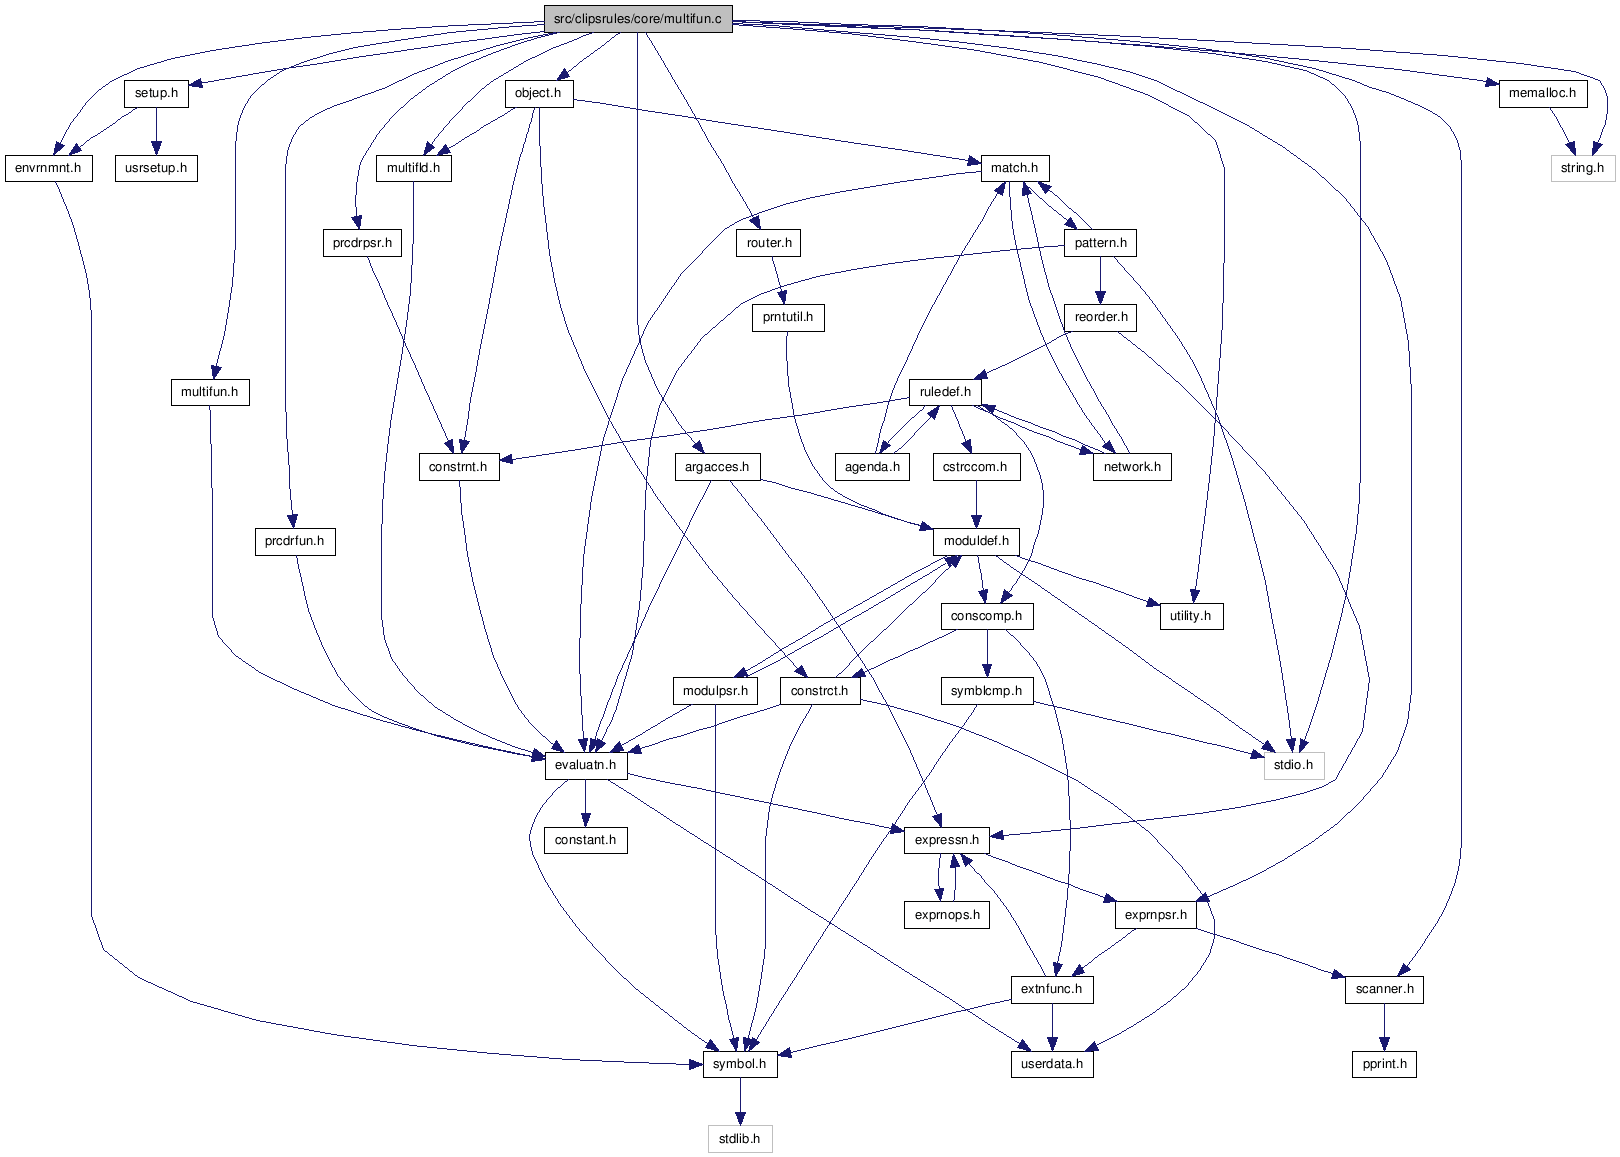 src/clipsrules/core/multifun.c
setup.h
object.h
memalloc.h
envrnmnt.h
usrsetup.h
multifld.h
match.h
string.h
prcdrpsr.h
router.h
pattern.h
prntutil.h
reorder.h
multifun.h
ruledef.h
constrnt.h
argacces.h
agenda.h
cstrccom.h
network.h
prcdrfun.h
moduldef.h
conscomp.h
utility.h
modulpsr.h
constrct.h
symblcmp.h
evaluatn.h
stdio.h
constant.h
expressn.h
exprnops.h
exprnpsr.h
extnfunc.h
scanner.h
symbol.h
userdata.h
pprint.h
stdlib.h